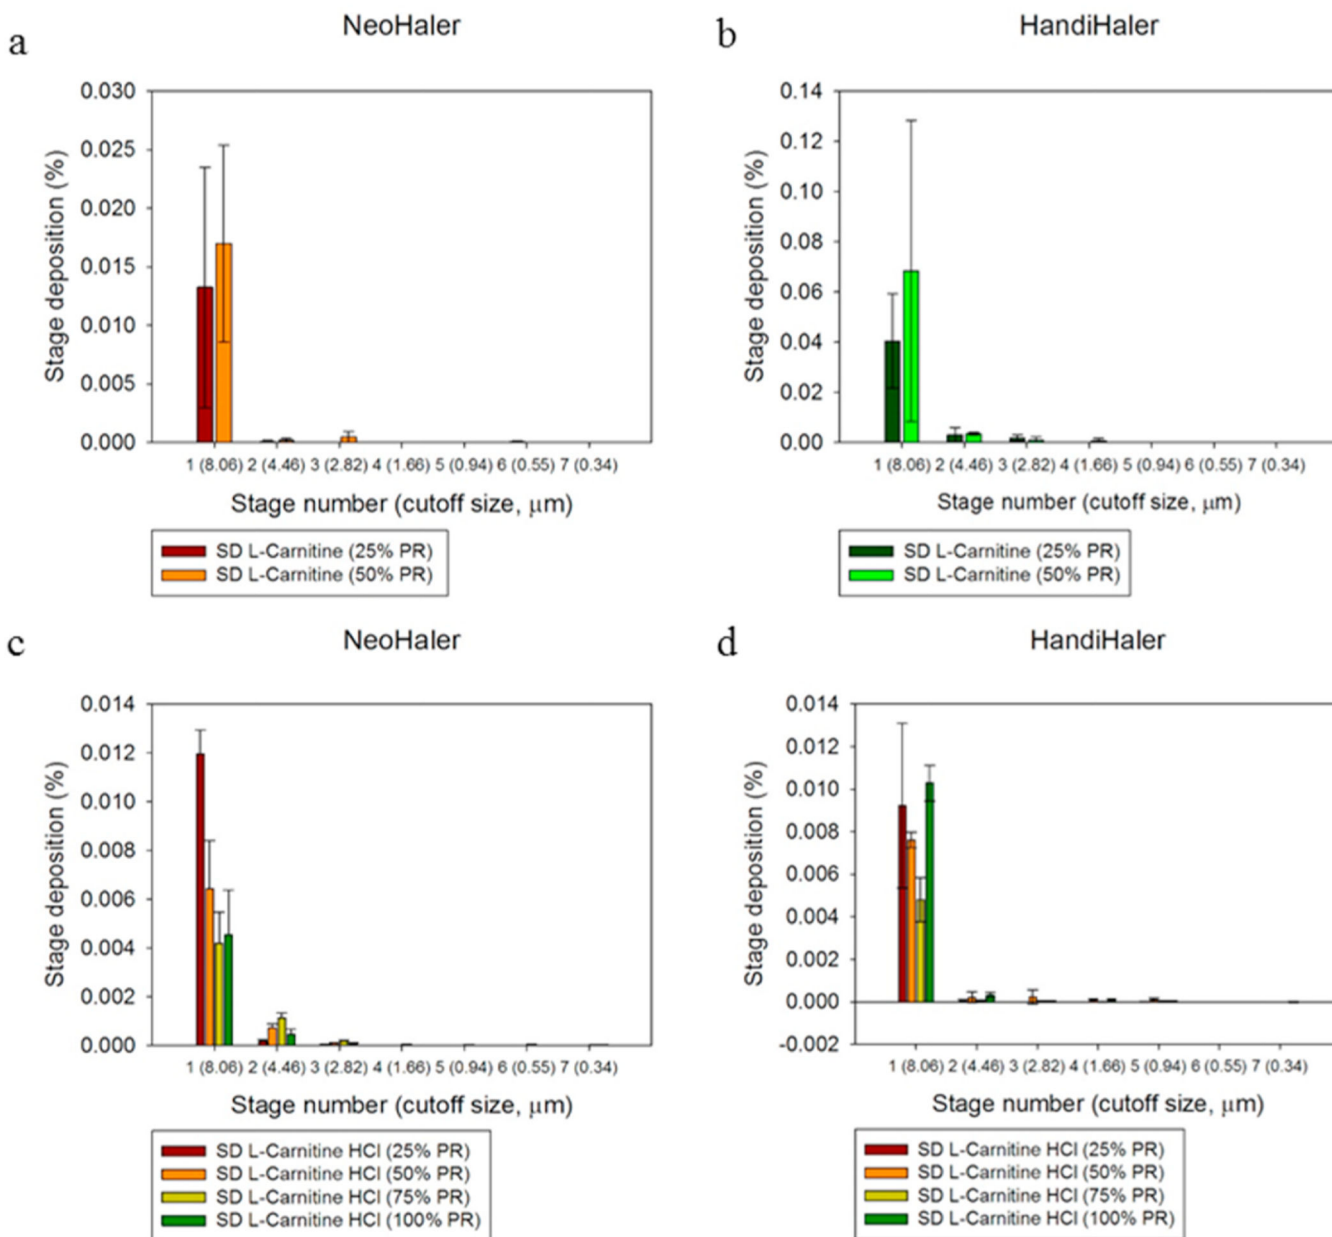 a
NeoHaler
0.030
0.025
0.020
0.015
0.010
0.005
0.000
Stage deposition (%)
1 (8.06) 2 (4.46) 3 (2.82) 4 (1.66) 5 (0.94) 6 (0.55) 7 (0.34)
Stage number (cutoff size, μm)
SD L-Carnitine (25% PR)
SD L-Carnitine (50% PR)
b
HandiHaler
0.14
0.12
0.10
0.08
0.06
0.04
0.02
0.00
Stage deposition (%)
1 (8.06) 2 (4.46) 3 (2.82) 4 (1.66) 5 (0.94) 6 (0.55) 7 (0.34)
Stage number (cutoff size, μm)
SD L-Carnitine (25% PR)
SD L-Carnitine (50% PR)
c
NeoHaler
0.014
0.012
0.010
0.008
0.006
0.004
0.002
0.000
Stage deposition (%)
1 (8.06) 2 (4.46) 3 (2.82) 4 (1.66) 5 (0.94) 6 (0.55) 7 (0.34)
Stage number (cutoff size, μm)
SD L-Carnitine HCl (25% PR)
SD L-Carnitine HCl (50% PR)
SD L-Carnitine HCl (75% PR)
SD L-Carnitine HCl (100% PR)
d
HandiHaler
0.014
0.012
0.010
0.008
0.006
0.004
0.002
0.000
-0.002
Stage deposition (%)
1 (8.06) 2 (4.46) 3 (2.82) 4 (1.66) 5 (0.94) 6 (0.55) 7 (0.34)
Stage number (cutoff size, μm)
SD L-Carnitine HCl (25% PR)
SD L-Carnitine HCl (50% PR)
SD L-Carnitine HCl (75% PR)
SD L-Carnitine HCl (100% PR)